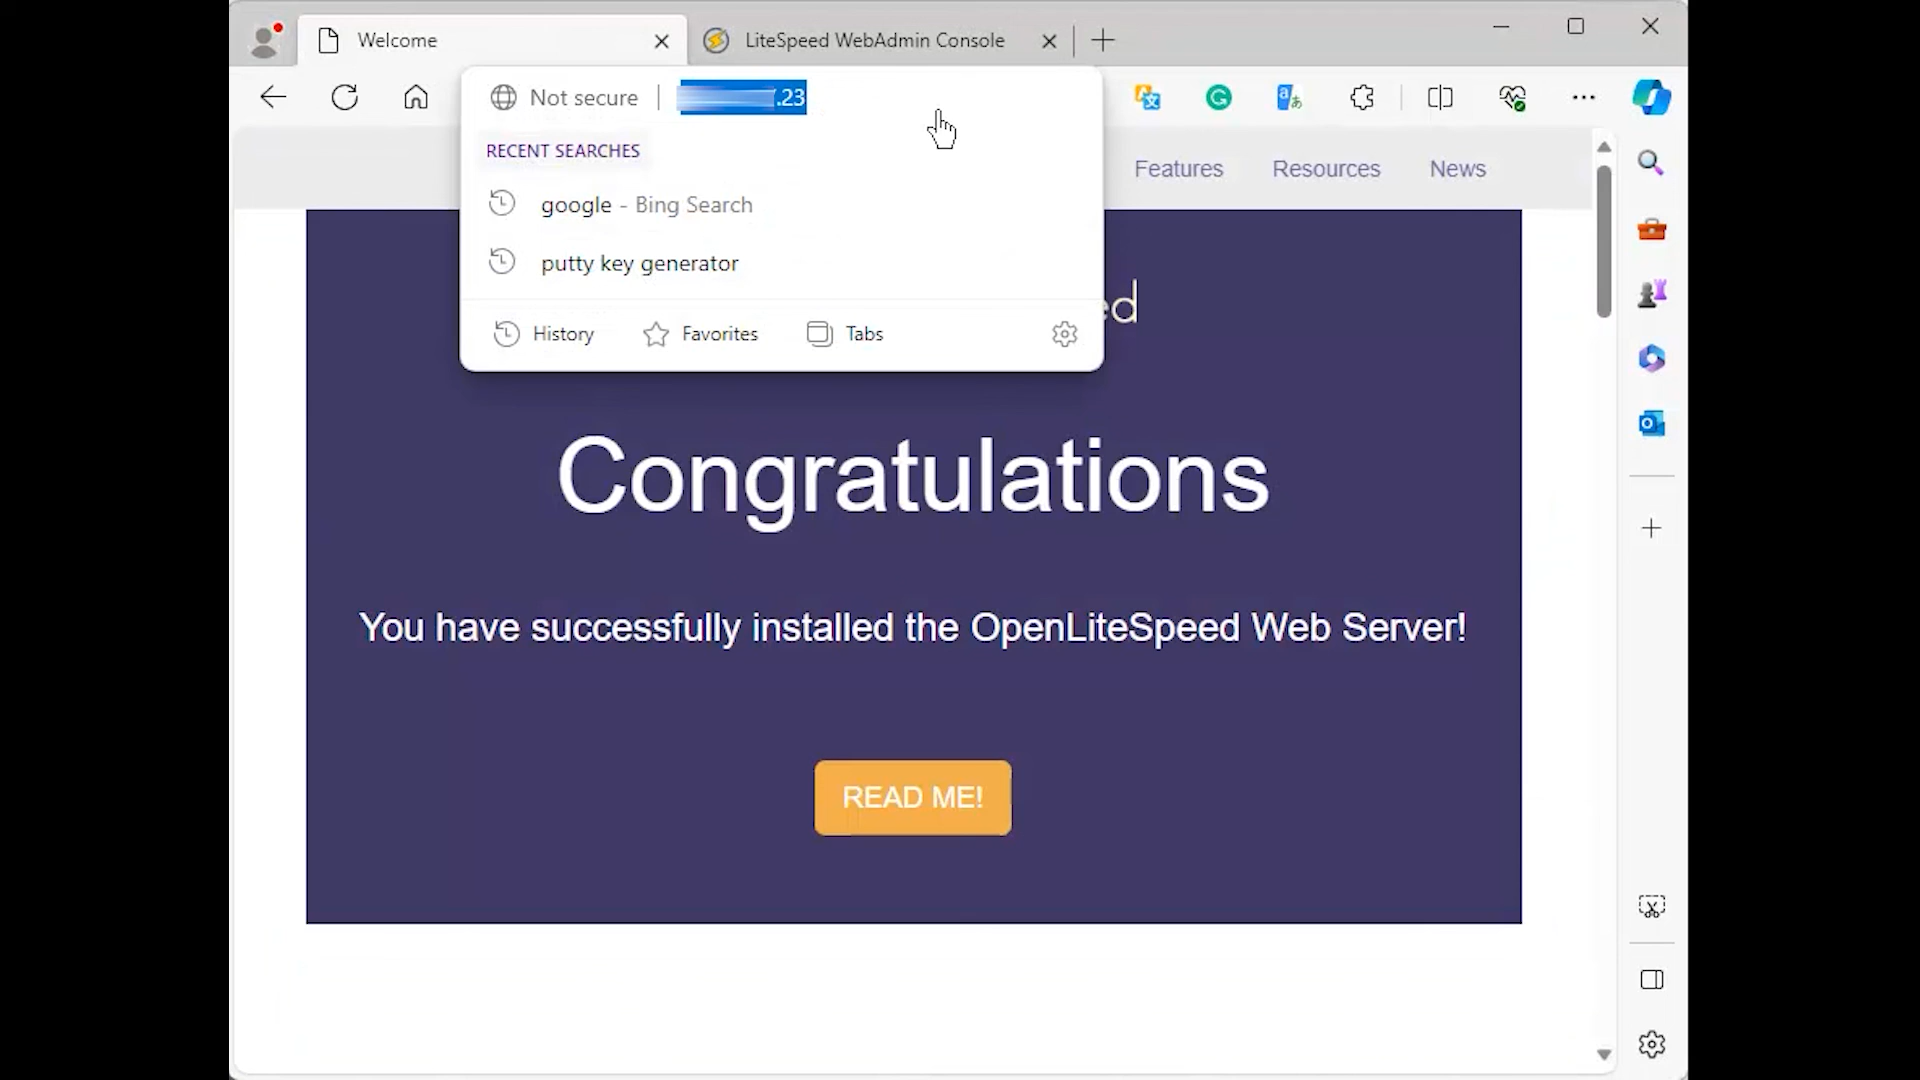 Welcome
LiteSpeed WebAdmin Console
Not secure
.23
RECENT SEARCHES
google - Bing Search
putty key generator
History
Favorites
Tabs
Features
Resources
News
ed
Congratulations
You have successfully installed the OpenLiteSpeed Web Server!
READ ME!